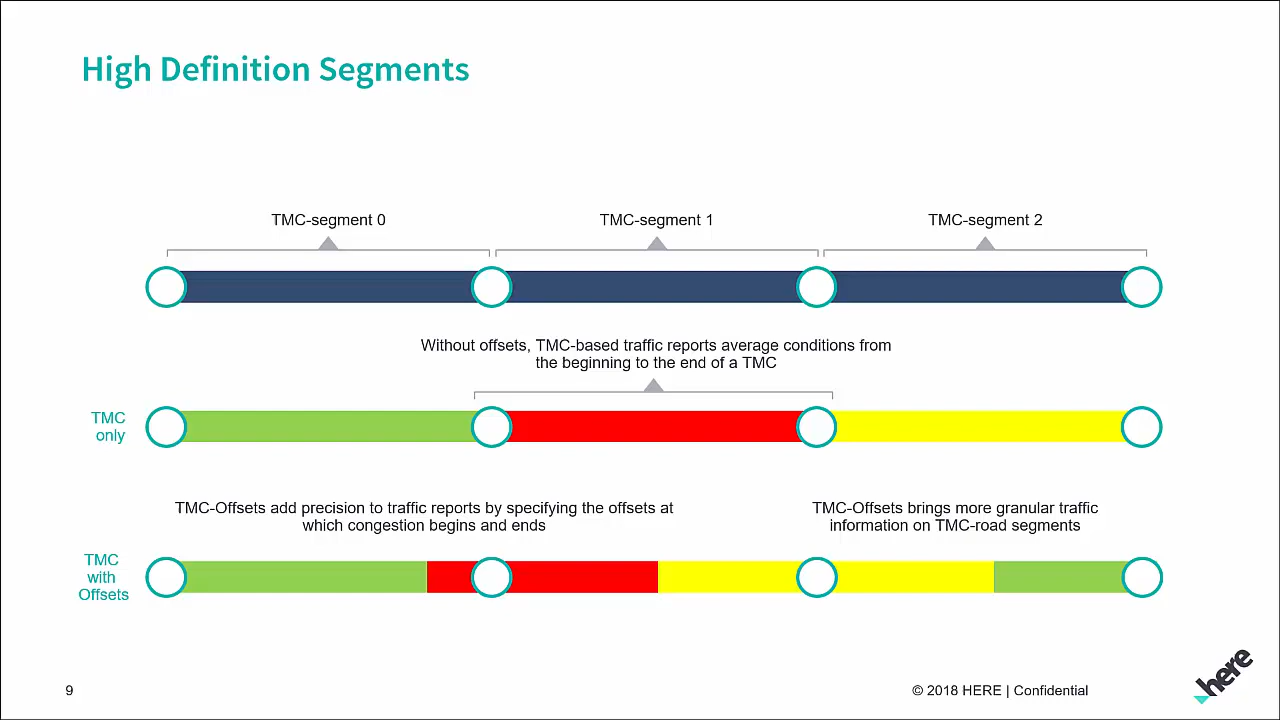 High Definition Segments
TMC-segment 0
TMC-segment 1
TMC-segment 2
Without offsets, TMC-based traffic reports average conditions from
the beginning to the end of a TMC
TMC
only
TMC-Offsets add precision to traffic reports by specifying the offsets at
which congestion begins and ends
TMC-Offsets brings more granular traffic
information on TMC-road segments
TMC
with
Offsets
9
© 2018 HERE | Confidential
here